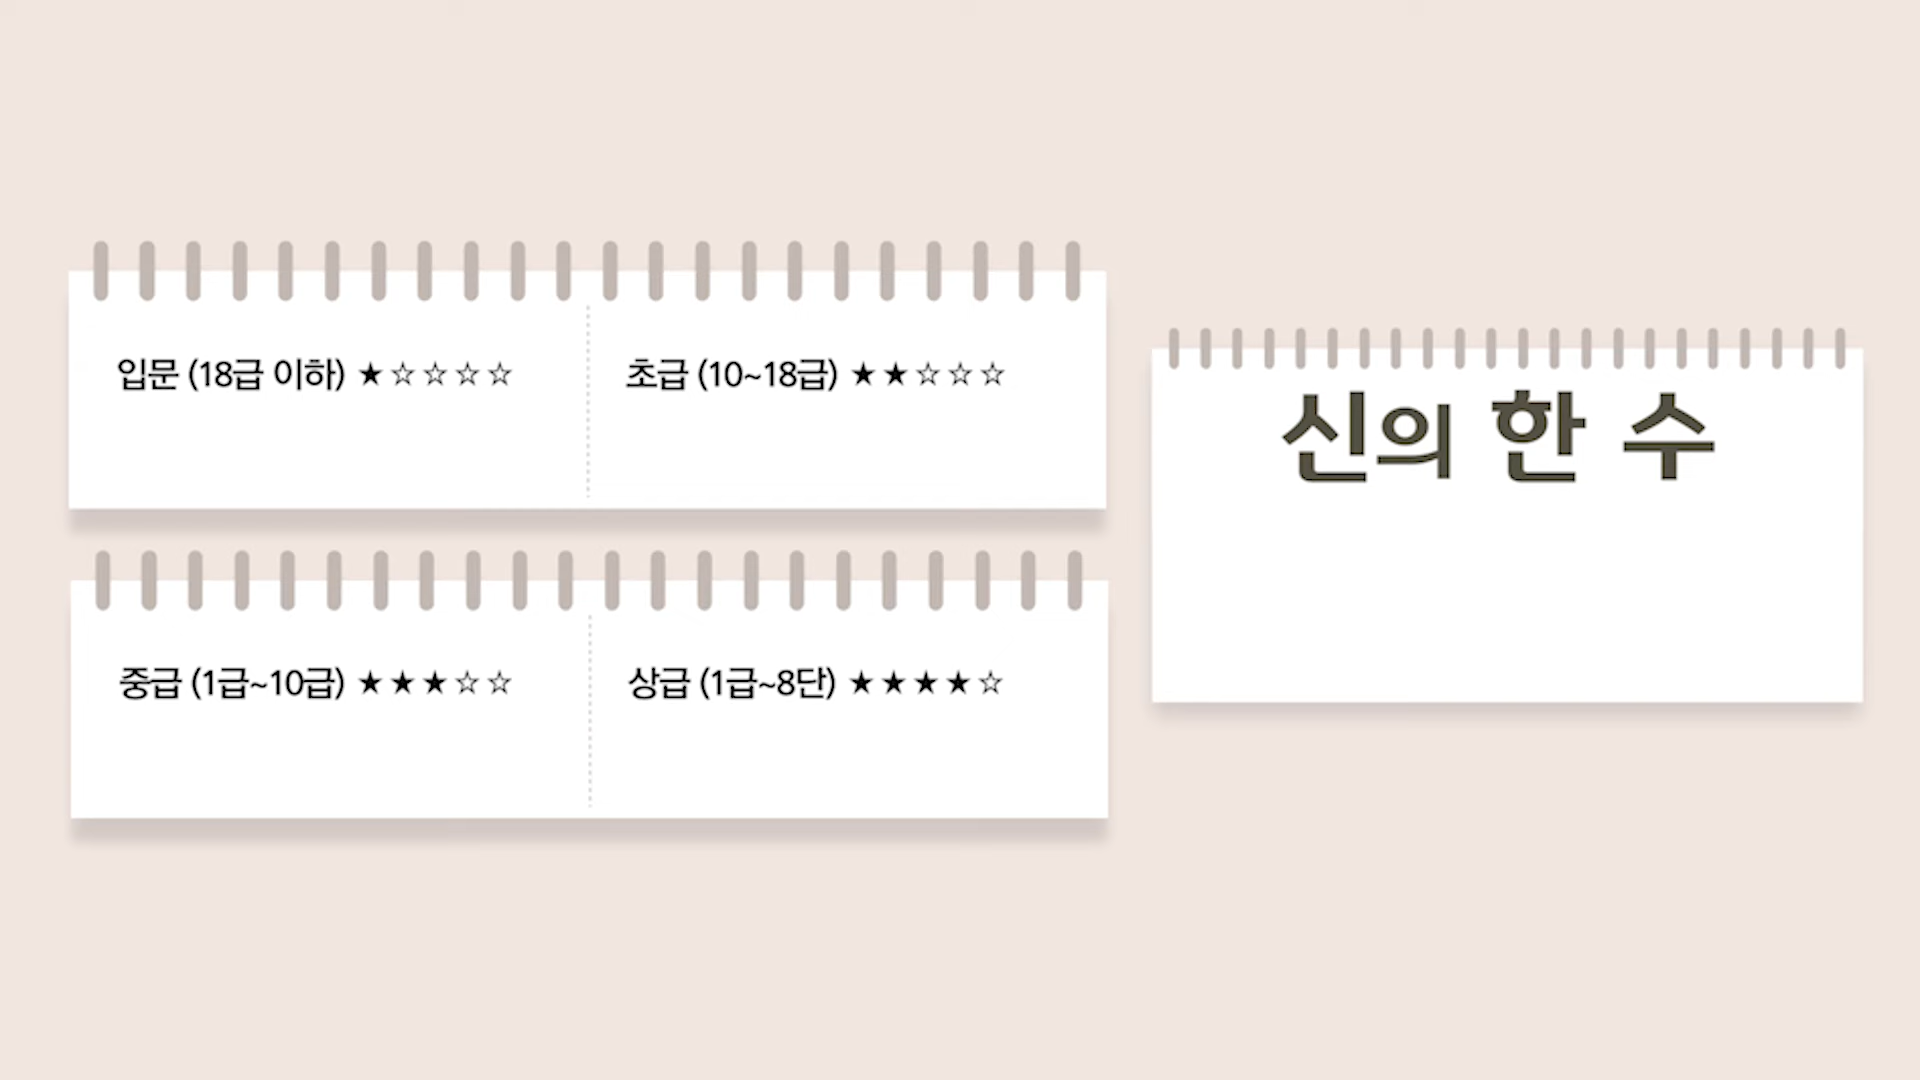 입문 (18급 이하) ★☆☆☆☆
초급 (10~18급) ★★☆☆☆
중급 (1급~10급) ★★★☆☆
상급 (1급~8단) ★★★★☆
신의 한 수